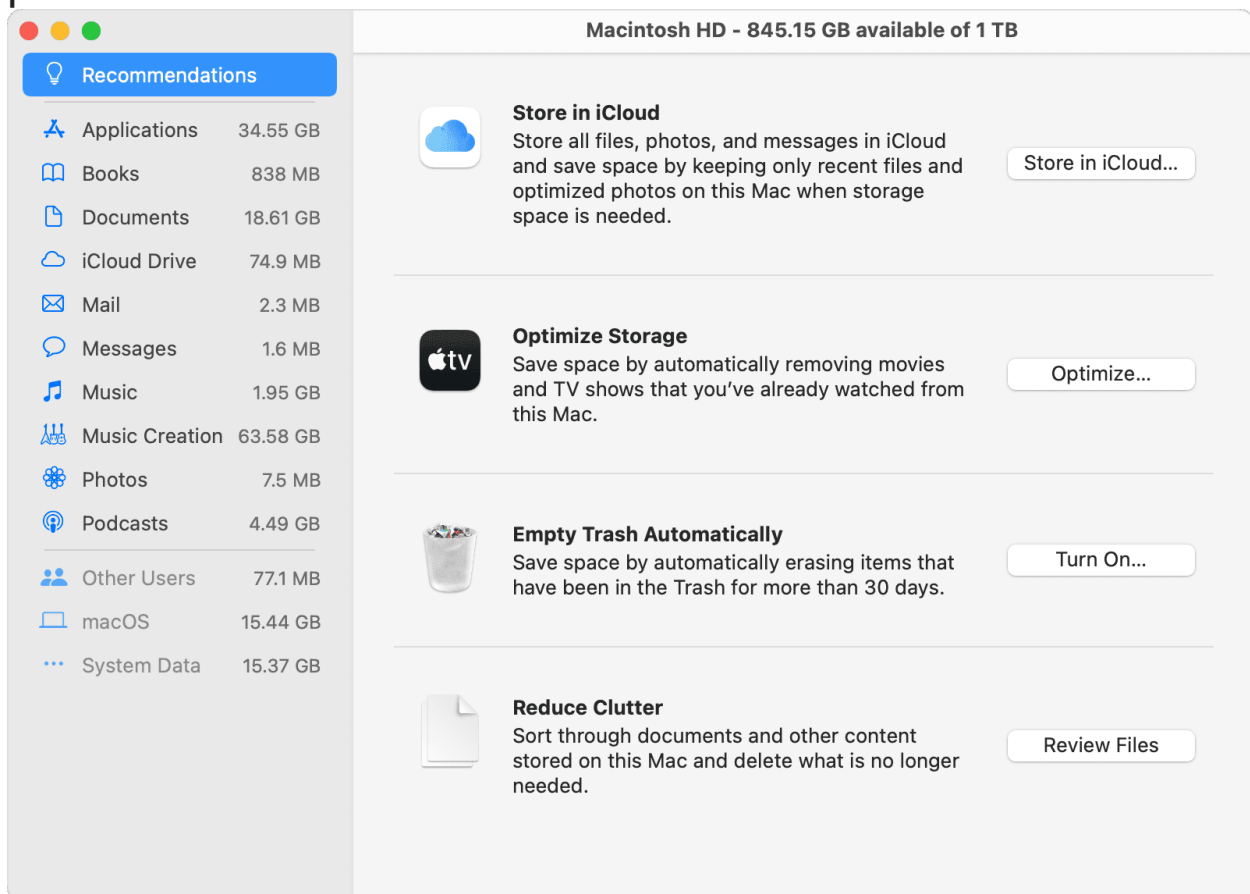 Macintosh HD - 845.15 GB available of 1 TB
Recommendations
Applications 34.55 GB
Books 838 MB
Documents 18.61 GB
iCloud Drive 74.9 MB
Mail 2.3 MB
Messages 1.6 MB
Music 1.95 GB
Music Creation 63.58 GB
Photos 7.5 MB
Podcasts 4.49 GB
Other Users 77.1 MB
macOS 15.44 GB
System Data 15.37 GB
Store in iCloud
Store all files, photos, and messages in iCloud
and save space by keeping only recent files and
optimized photos on this Mac when storage
space is needed.
Store in iCloud...
tv
Optimize Storage
Save space by automatically removing movies
and TV shows that you’ve already watched from
this Mac.
Optimize...
Empty Trash Automatically
Save space by automatically erasing items that
have been in the Trash for more than 30 days.
Turn On...
Reduce Clutter
Sort through documents and other content
stored on this Mac and delete what is no longer
needed.
Review Files